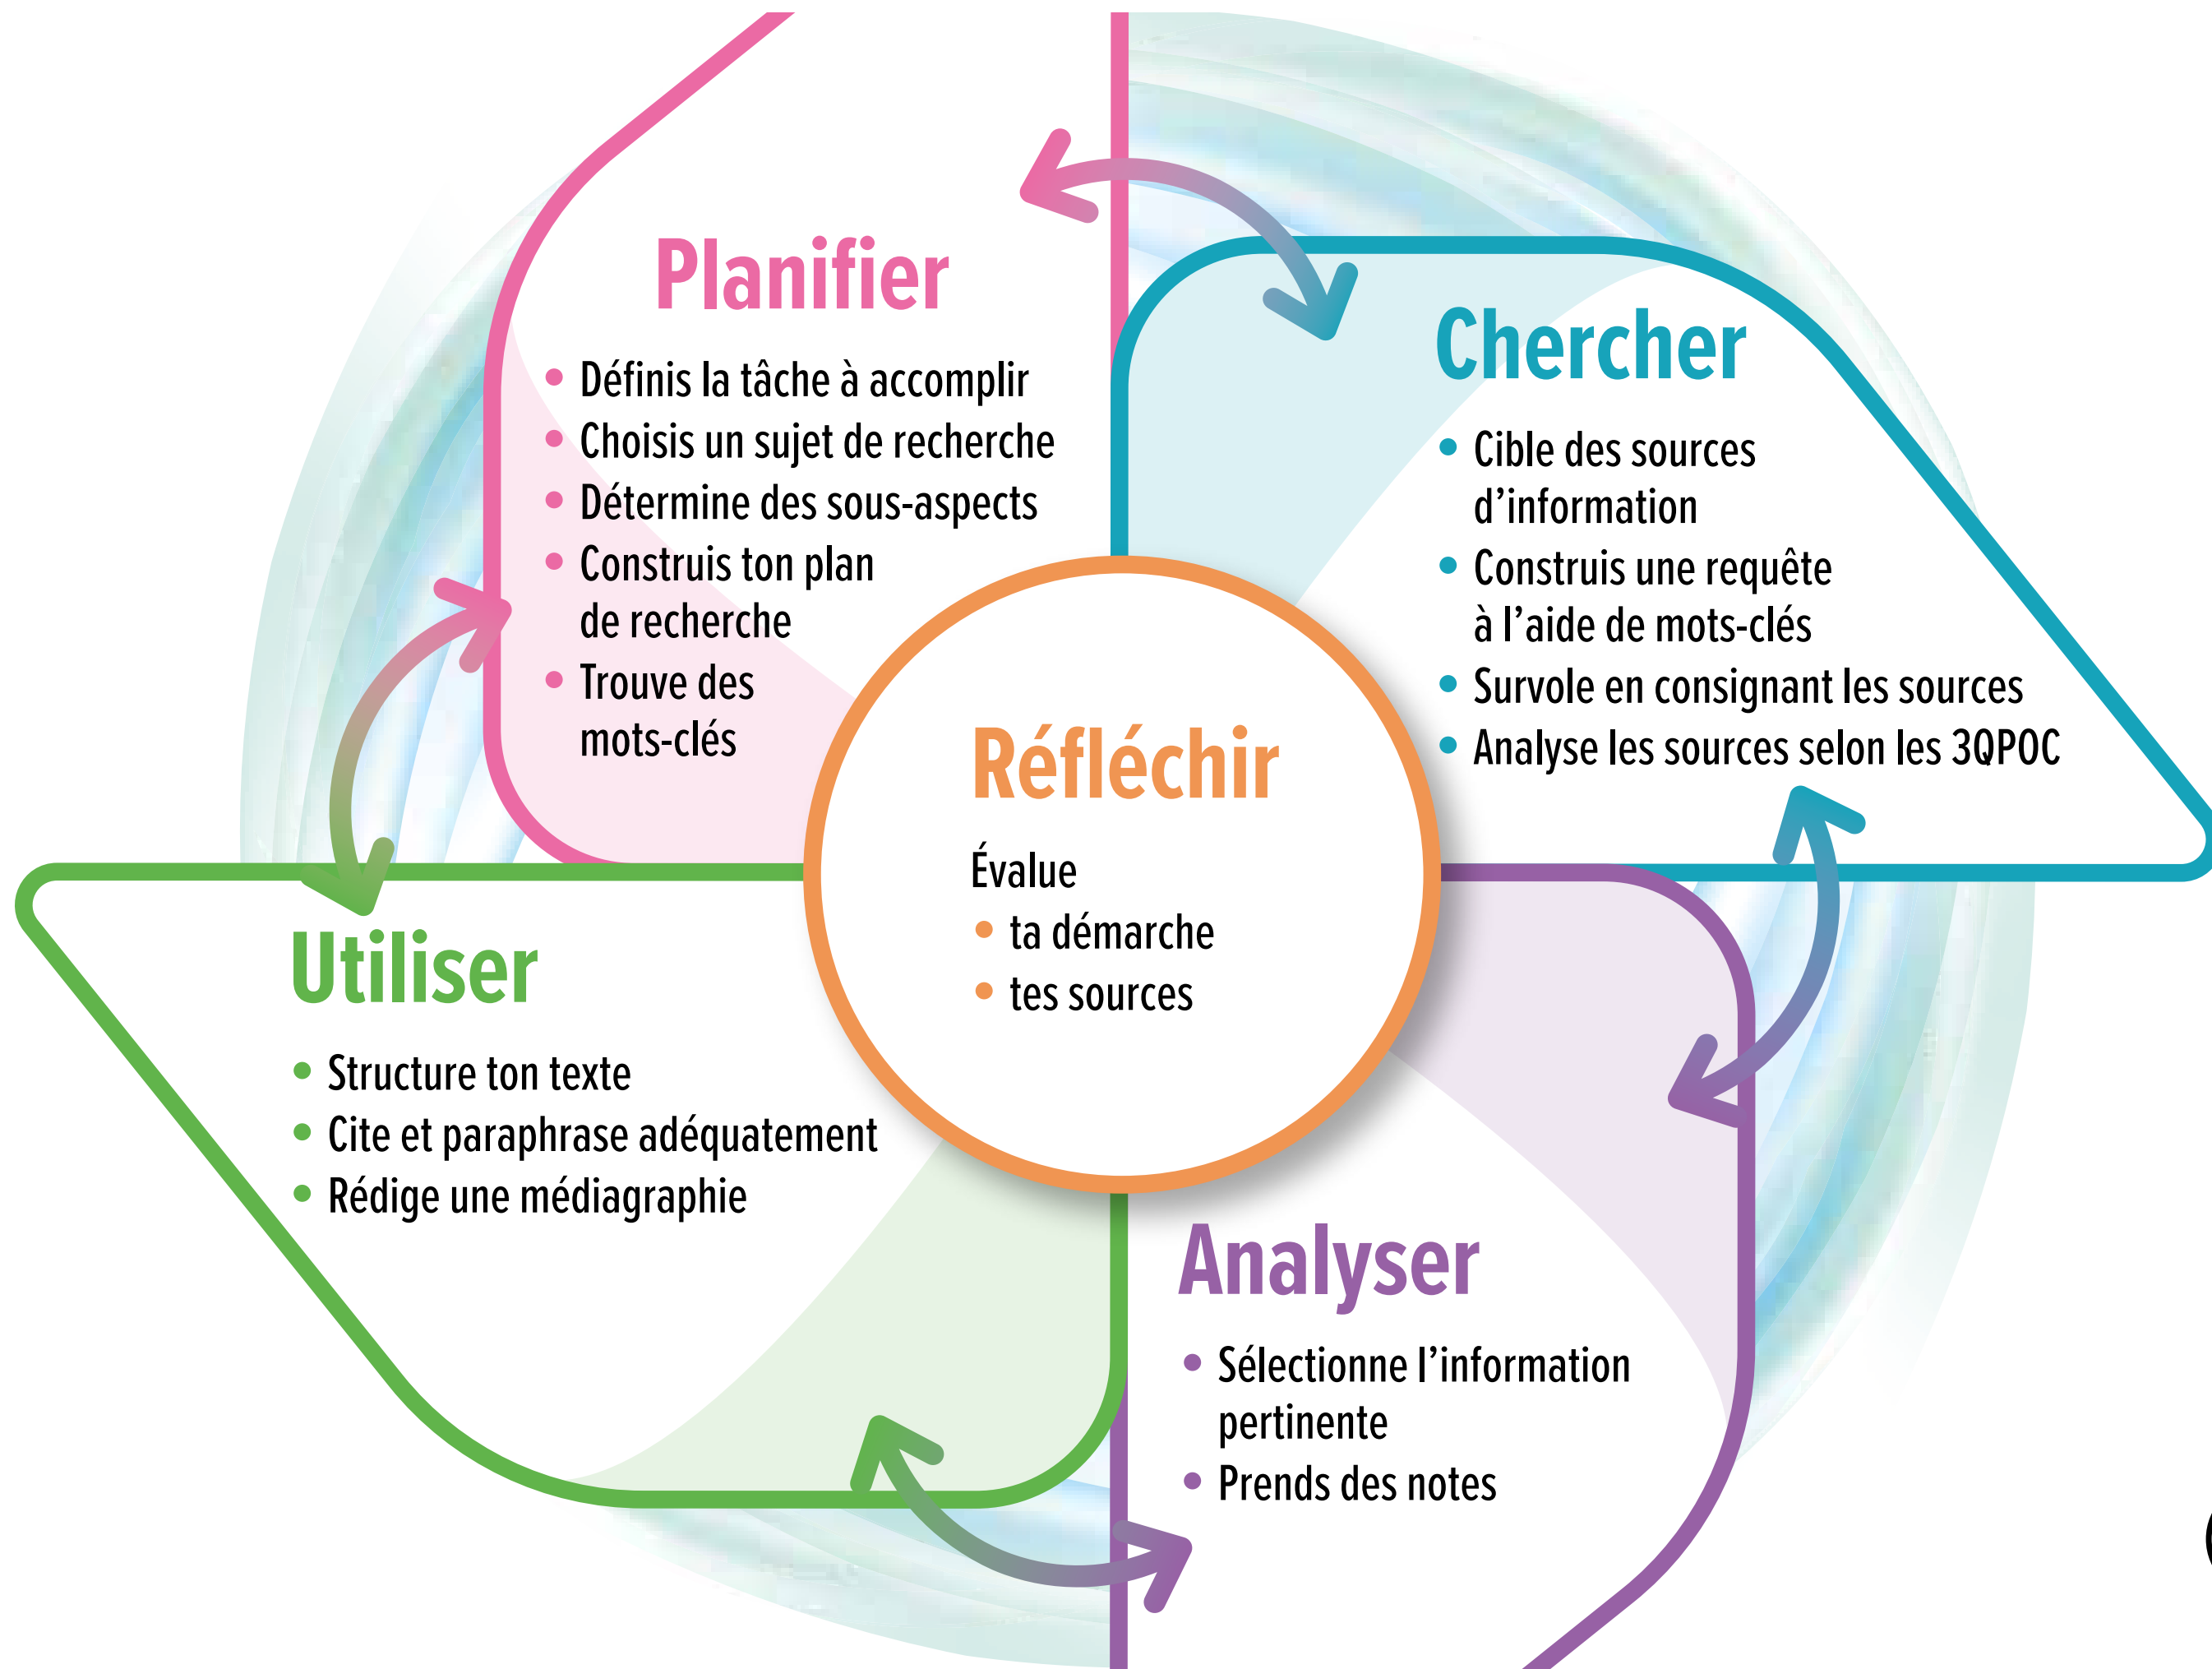 Planifier
• Définis la tâche à accomplir
• Choisis un sujet de recherche
• Détermine des sous-aspects
• Construis ton plan
de recherche
• Trouve des
mots-clés
Chercher
• Cible des sources
d’information
• Construis une requête
à l’aide de mots-clés
• Survole en consignant les sources
• Analyse les sources selon les 3QPOC
Réfléchir
Évalue
• ta démarche
• tes sources
Utiliser
• Structure ton texte
• Cite et paraphrase adéquatement
• Rédige une médiagraphie
Analyser
• Sélectionne l’information
pertinente
• Prends des notes